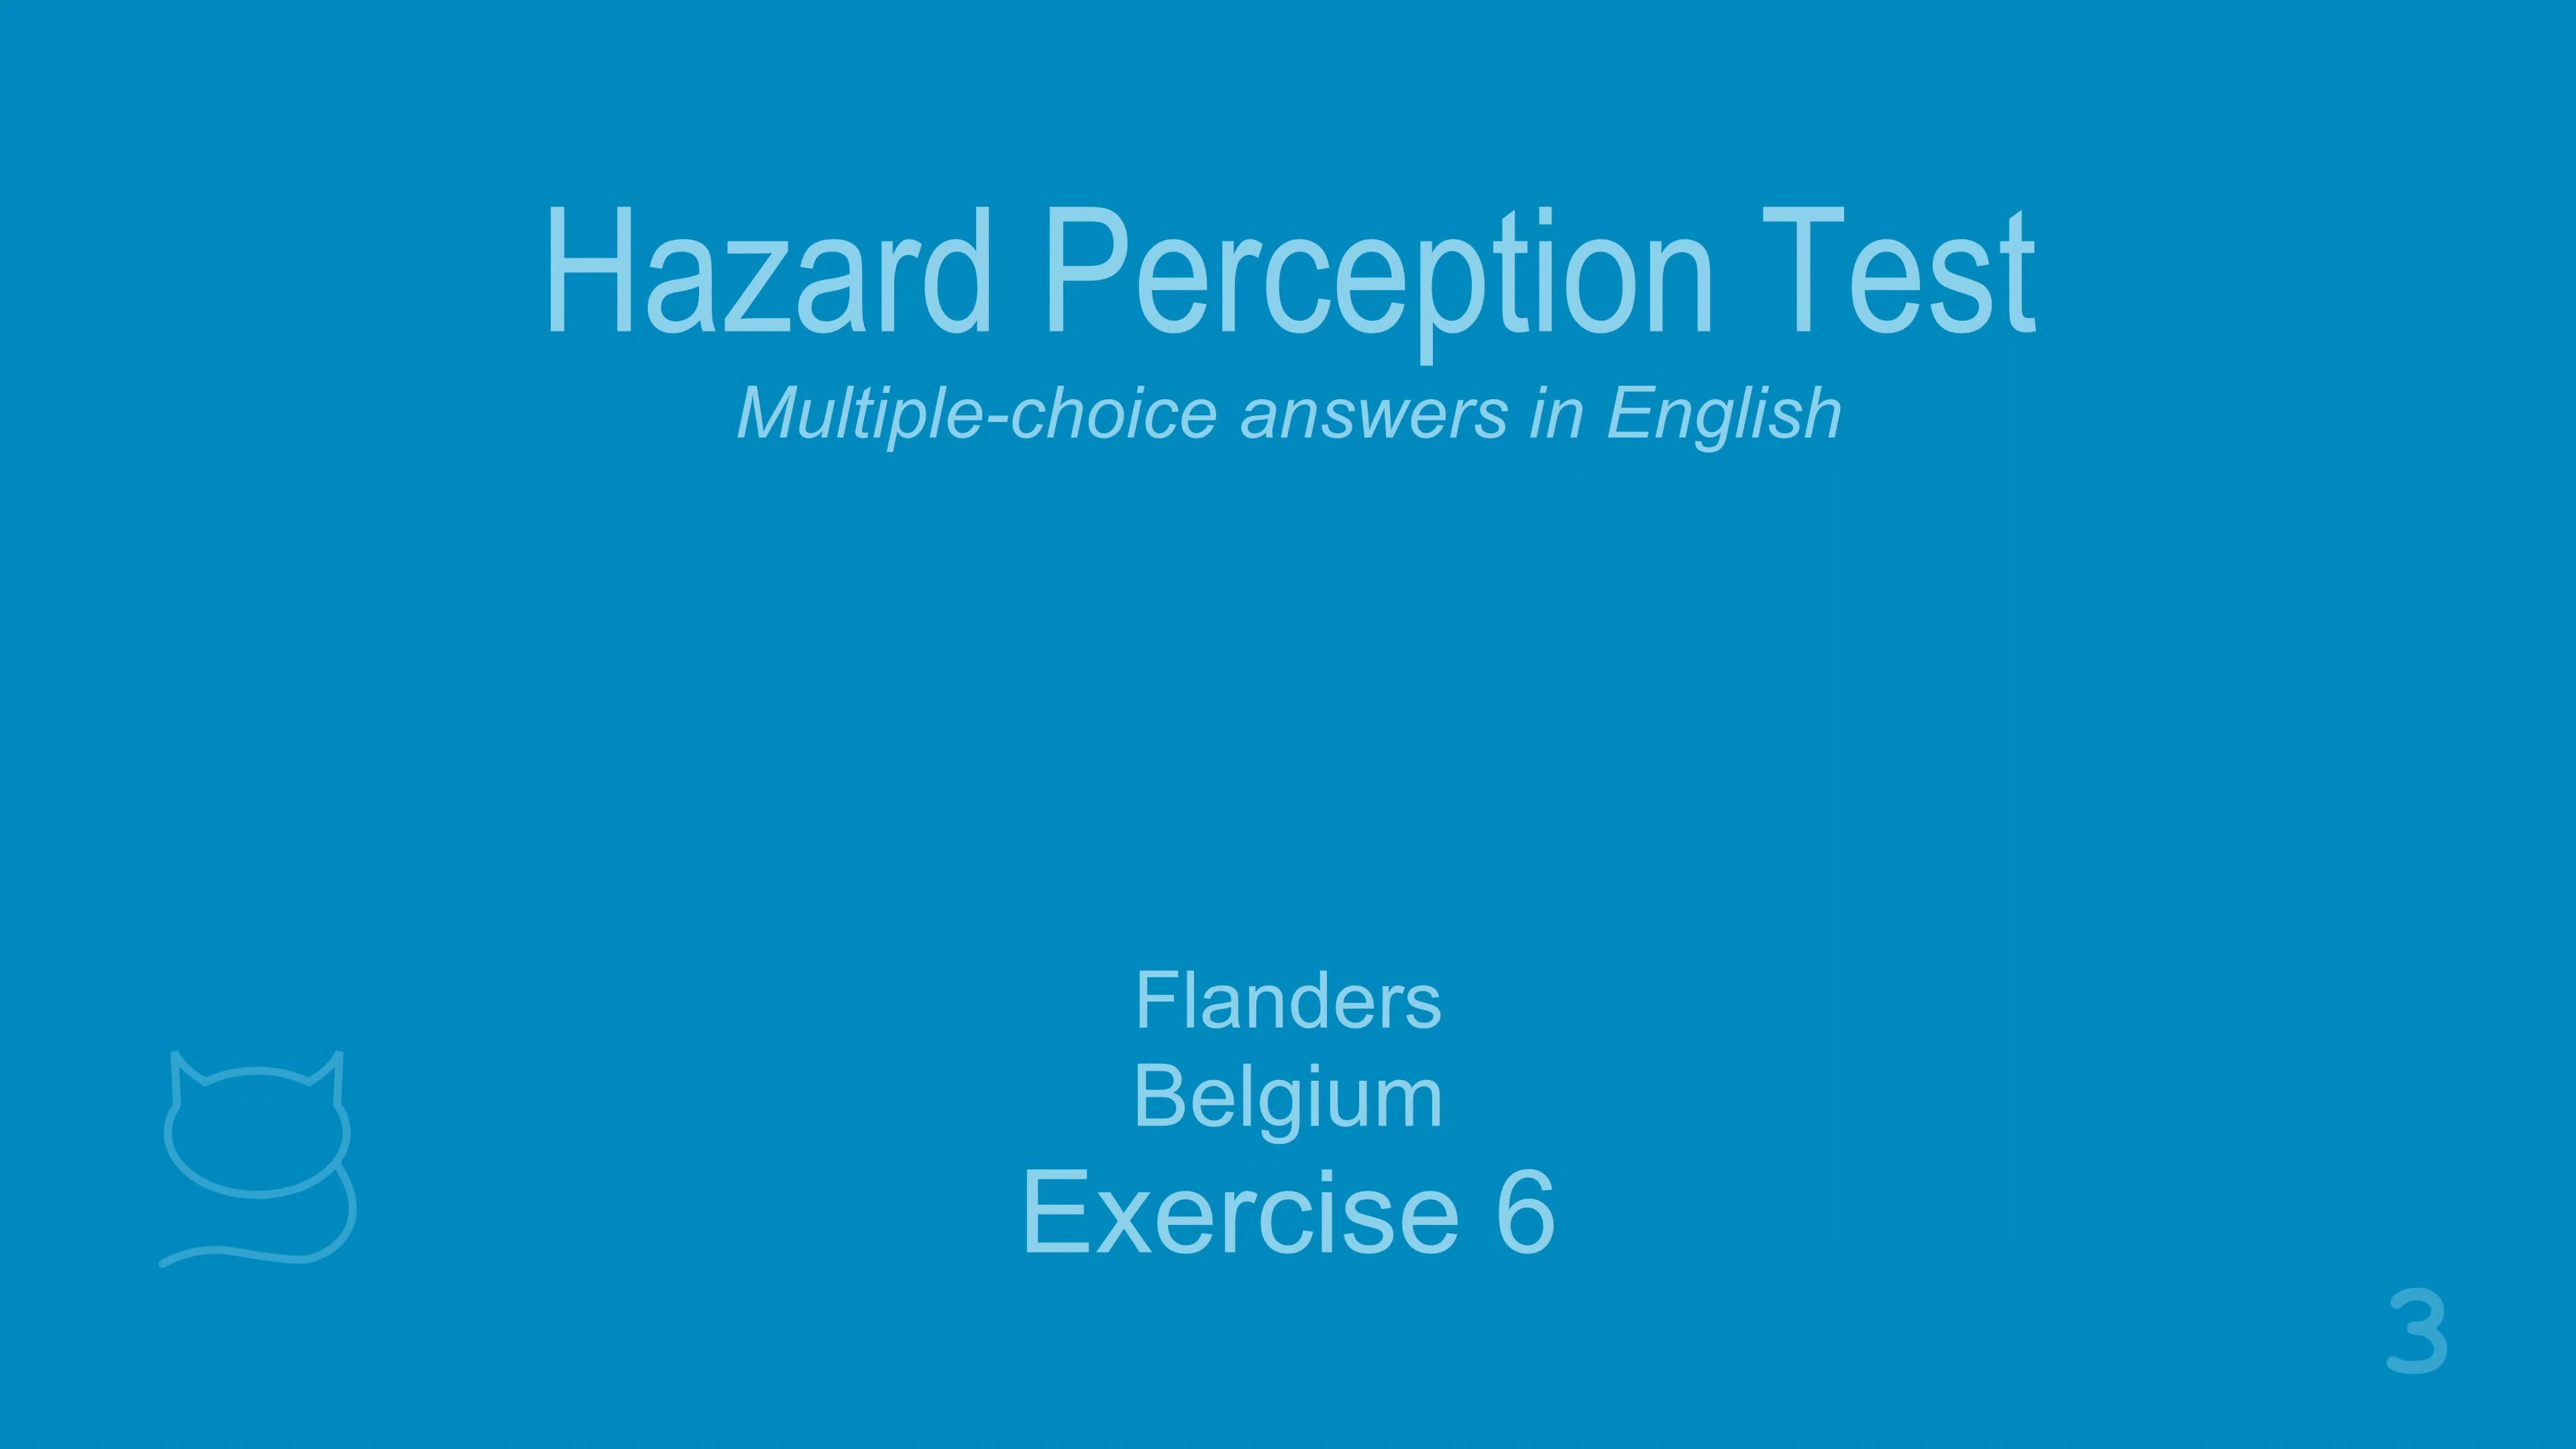 Hazard Perception Test
Multiple-choice answers in English
Flanders
Belgium
Exercise 6
3